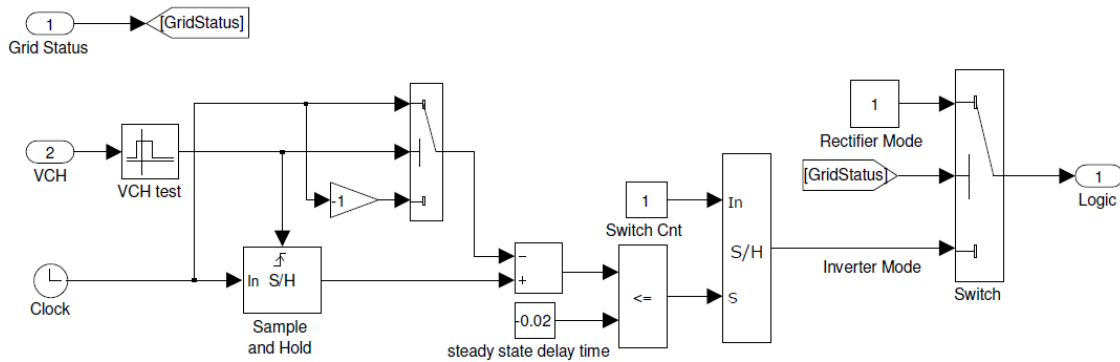 1
[GridStatus]
Grid Status
2
VCH
VCH test
-1
Clock
In S/H
Sample
and Hold
−
+
-0.02
steady state delay time
1
Switch Cnt
<=
In
S/H
S
1
Rectifier Mode
[GridStatus]
Inverter Mode
Switch
1
Logic